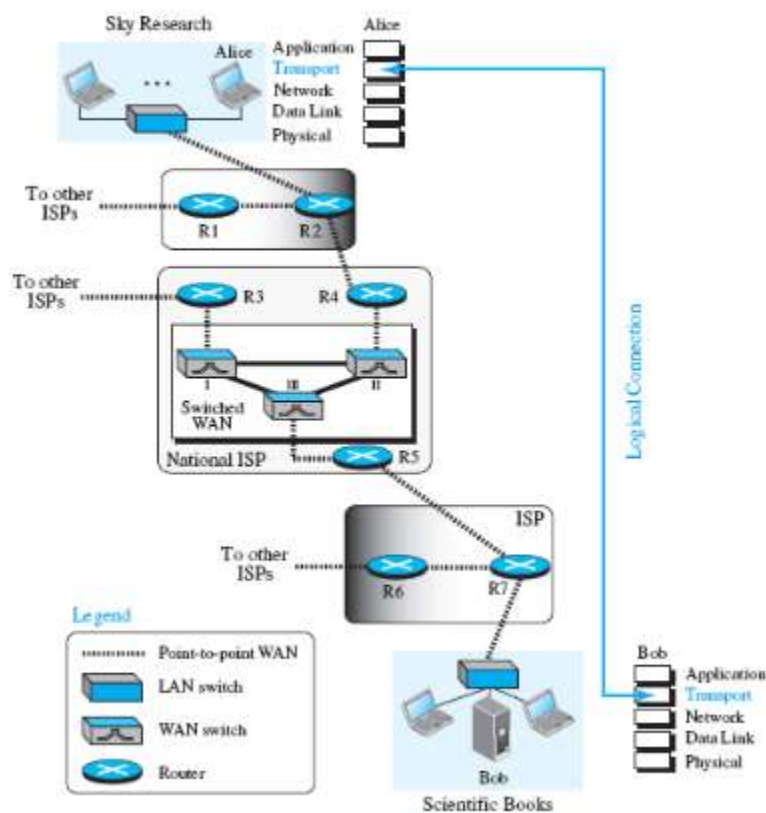 Sky Research
Alice
Alice
Application
Transport
Network
Data Link
Physical
To other
ISPs
R1
R2
To other
ISPs
R3
R4
I
III
II
Switched
WAN
National ISP
R5
Logical Connection
ISP
To other
ISPs
R6
R7
Legend
Point-to-point WAN
LAN switch
WAN switch
Router
Bob
Application
Transport
Network
Data Link
Physical
Bob
Scientific Books